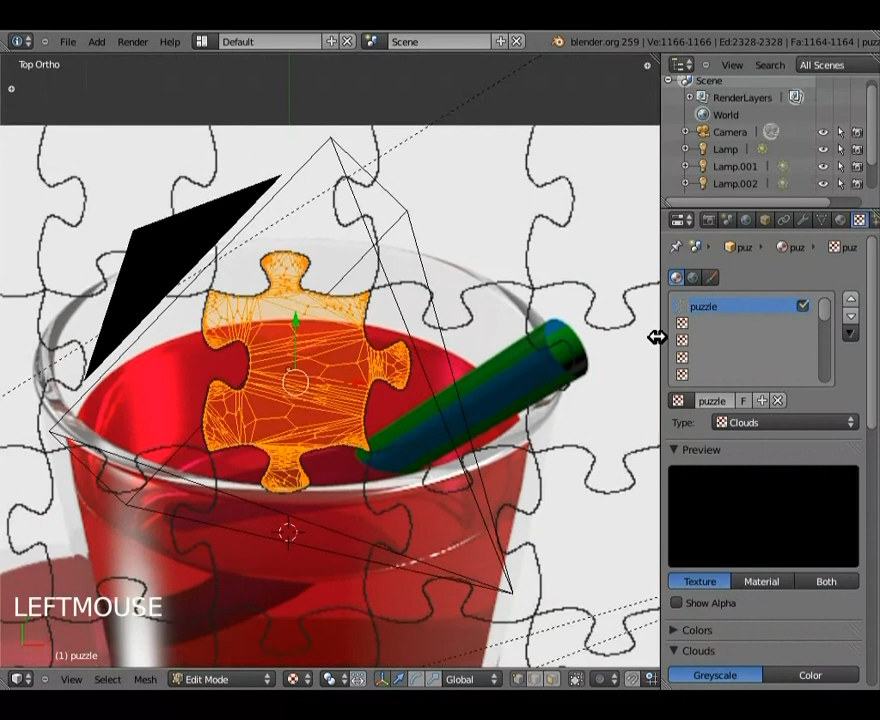 File Add Render Help Default Scene blender.org 259 | Ve:1166-1166 | Ed:2328-2328 | Fa:1164-1164 | puzz
Top Ortho
View Search All Scenes
Scene
RenderLayers
World
Camera
Lamp
Lamp.001
Lamp.002
puz puz puz
puzzle
puzzle F
Type: Clouds
Preview
Texture Material Both
Show Alpha
Colors
Clouds
Greyscale Color
LEFTMOUSE
(1) puzzle
View Select Mesh Edit Mode Global